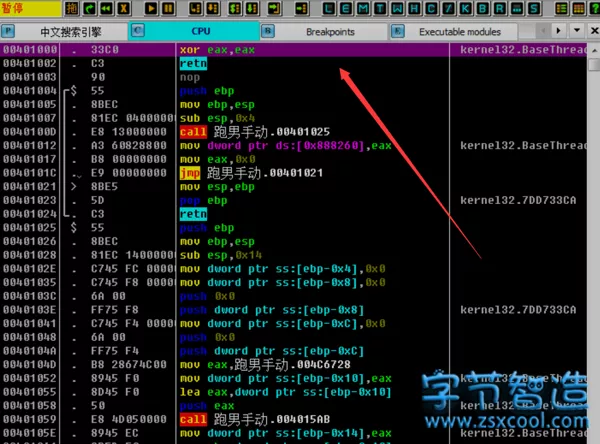 暂停
L E M T W H C P K B R ... S
P 中文搜索引擎 C CPU B Breakpoints E Executable modules
00401000 . 33C0 xor eax,eax kernel32.BaseThread
00401002 . C3 retn
00401003 90 nop
00401004 $ 55 push ebp
00401005 . 8BEC mov ebp,esp
00401007 . 81EC 0400000 sub esp,0x4
0040100D . E8 13000000 call 跑男手动.00401025
00401012 . A3 60828800 mov dword ptr ds:[0x888260],eax
00401017 . B8 00000000 mov eax,0x0
0040101C . E9 00000000 jmp 跑男手动.00401021
00401021 > 8BE5 mov esp,ebp
00401023 . 5D pop ebp kernel32.7DD733CA
00401024 . C3 retn
00401025 $ 55 push ebp
00401026 . 8BEC mov ebp,esp
00401028 . 81EC 1400000 sub esp,0x14
0040102E . C745 FC 0000 mov dword ptr ss:[ebp-0x4],0x0
00401035 . C745 F8 0000 mov dword ptr ss:[ebp-0x8],0x0
0040103C . 6A 00 push 0x0
0040103E . FF75 F8 push dword ptr ss:[ebp-0x8] kernel32.7DD733CA
00401041 . C745 F4 0000 mov dword ptr ss:[ebp-0xC],0x0
00401048 . 6A 00 push 0x0
0040104A . FF75 F4 push dword ptr ss:[ebp-0xC]
0040104D . B8 28674C00 mov eax,跑男手动.004C6728 kernel32.BaseThread
00401052 . 8945 F0 mov dword ptr ss:[ebp-0x10],eax
00401055 . 8D45 F0 lea eax,dword ptr ss:[ebp-0x10]
00401058 . 50 push eax
00401059 . E8 4D050000 call 跑男手动.004015AB
0040105E . 8945 EC mov dword ptr ss:[ebp-0x14],eax
字节智造
www.zsxcool.com